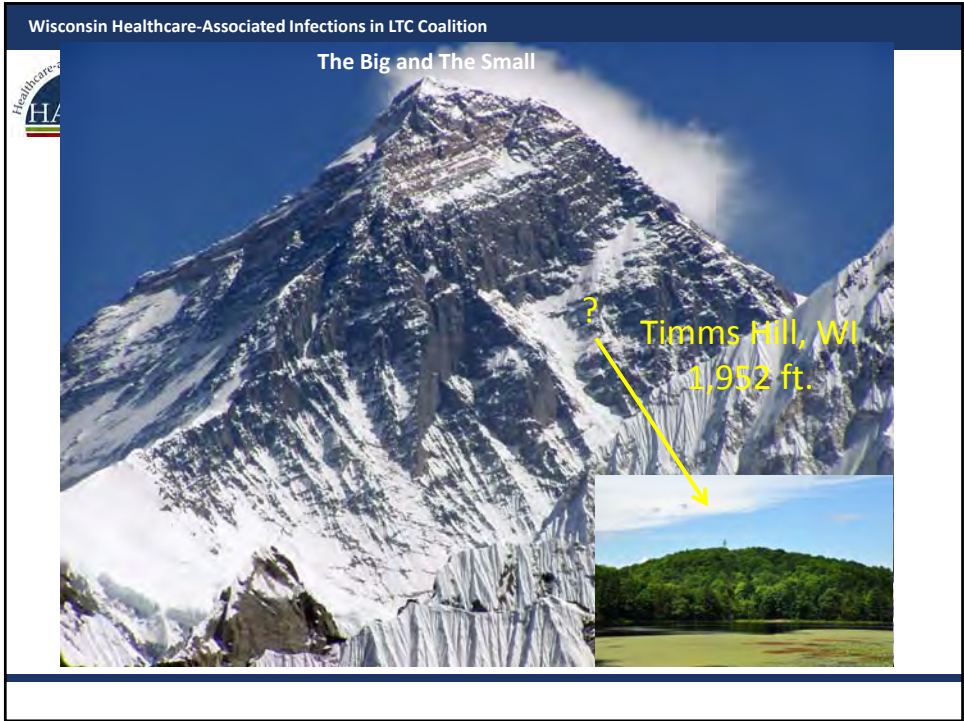 Wisconsin Healthcare-Associated Infections in LTC Coalition
The Big and The Small
?
Timms Hill, WI
1,952 ft.